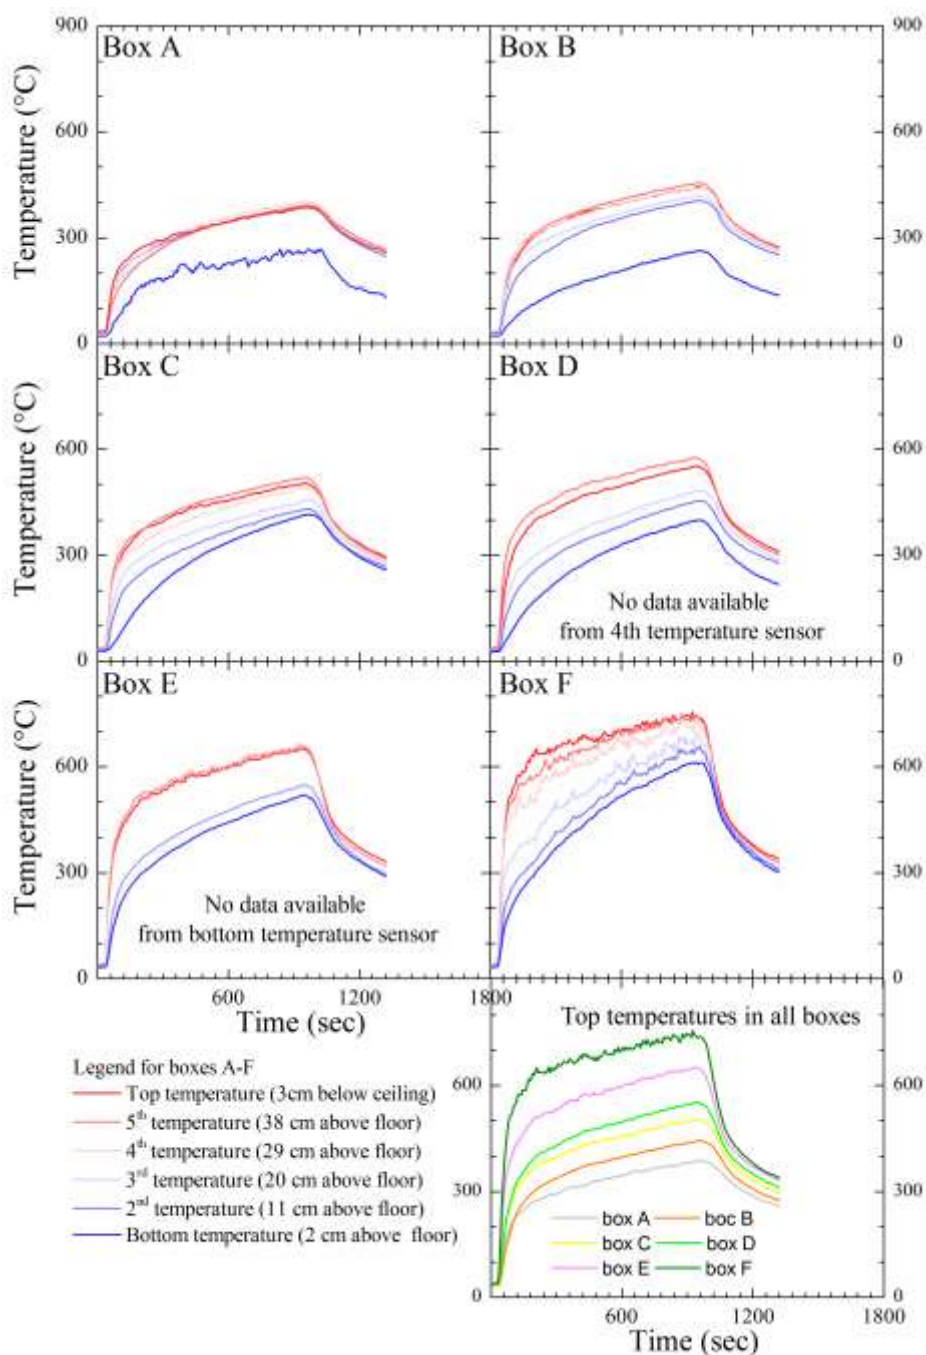 900
Box A
Box B
900
Temperature (°C)
600
600
300
300
0
0
Box C
Box D
Temperature (°C)
600
600
300
300
No data available
from 4th temperature sensor
0
0
Box E
Box F
Temperature (°C)
600
600
300
300
No data available
from bottom temperature sensor
0
0
600
1200
1800
Time (sec)
Top temperatures in all boxes
Legend for boxes A-F
Top temperature (3cm below ceiling)
5th temperature (38 cm above floor)
4th temperature (29 cm above floor)
3rd temperature (20 cm above floor)
2nd temperature (11 cm above floor)
Bottom temperature (2 cm above floor)
600
300
0
box A
boc B
box C
box D
box E
box F
600
1200
1800
Time (sec)